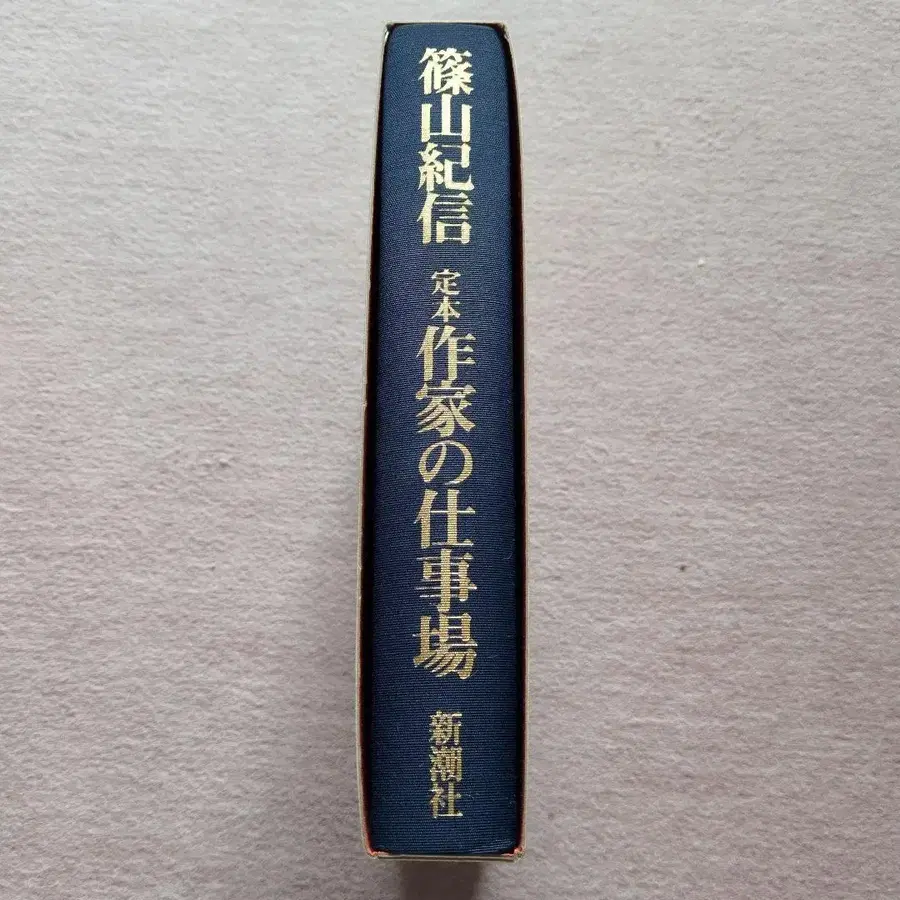 篠山紀信
定本
作家の仕事場
新潮社